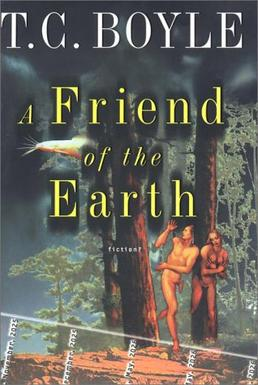 T.C. BOYLE
A Friend
of the
Earth
fiction?